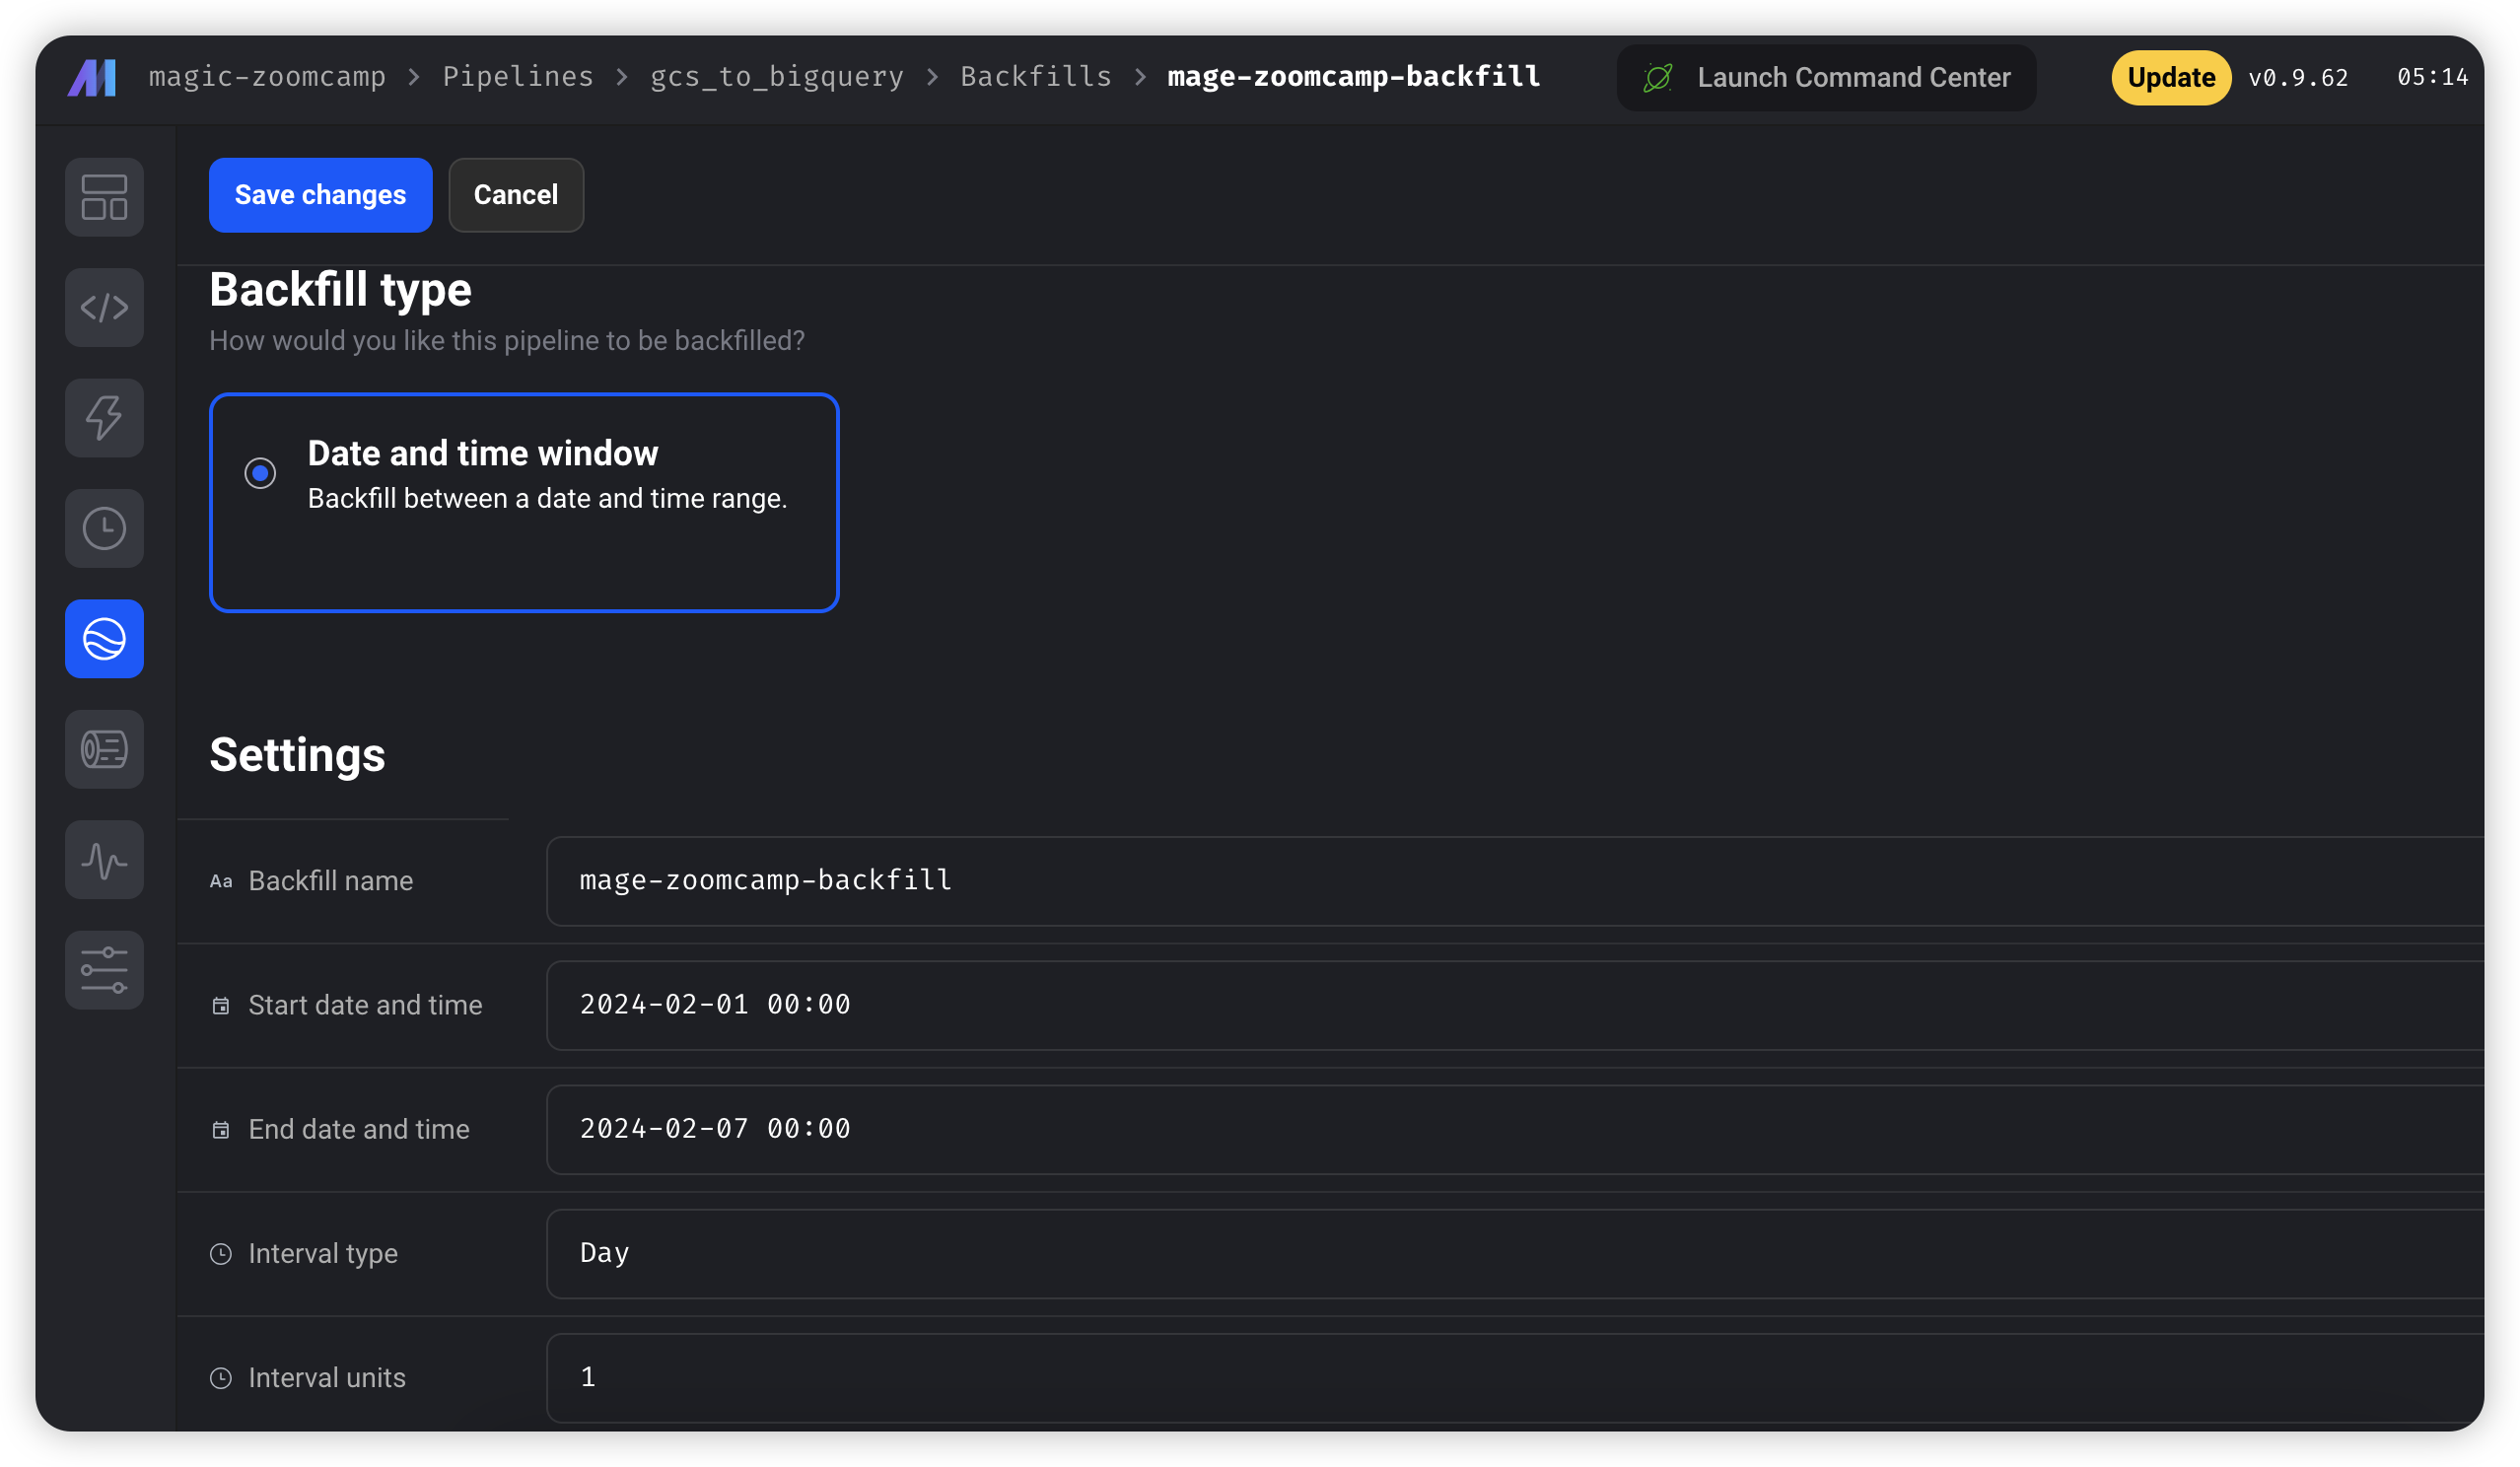 magic-zoomcamp > Pipelines > gcs_to_bigquery > Backfills > mage-zoomcamp-backfill Launch Command Center Update v0.9.62 05:14
Save changes Cancel
Backfill type
How would you like this pipeline to be backfilled?
Date and time window
Backfill between a date and time range.
Settings
Aa Backfill name mage-zoomcamp-backfill
Start date and time 2024-02-01 00:00
End date and time 2024-02-07 00:00
Interval type Day
Interval units 1